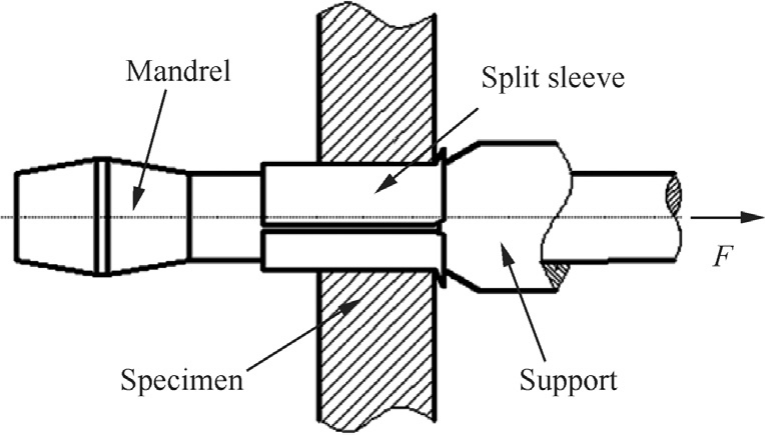 Mandrel
Split sleeve
F
Specimen
Support